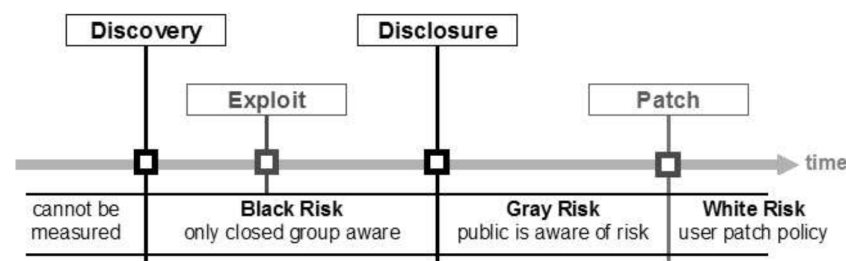 Discovery
Disclosure
Exploit
Patch
time
cannot be
measured
Black Risk
only closed group aware
Gray Risk
public is aware of risk
White Risk
user patch policy